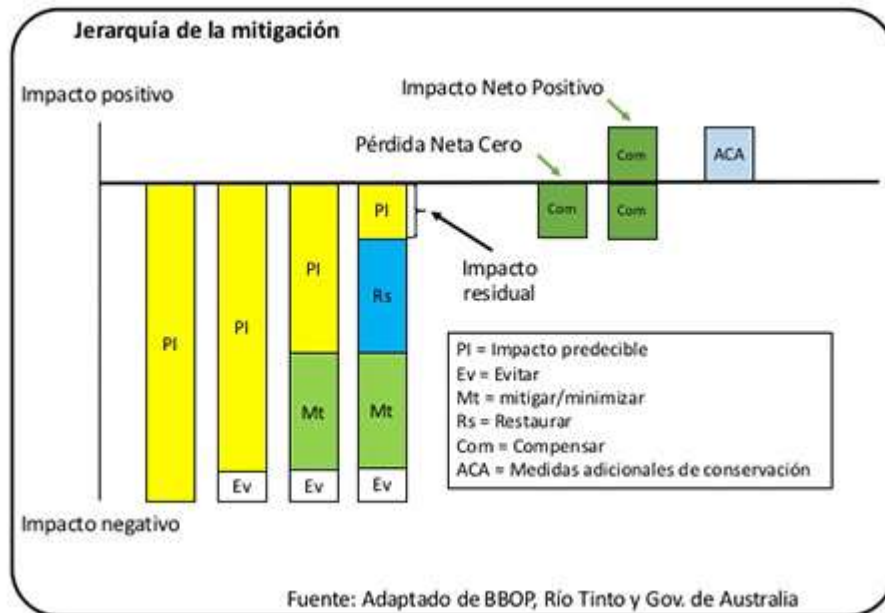 Jerarquía de la mitigación
Impacto positivo
Impacto Neto Positivo
Pérdida Neta Cero
Com
ACA
PI
PI
PI
PI
Com
Com
Impacto
residual
Rs
Mt
Mt
Ev
Ev
Ev
PI = Impacto predecible
Ev = Evitar
Mt = mitigar/minimizar
Rs = Restaurar
Com = Compensar
ACA = Medidas adicionales de conservación
Impacto negativo
Fuente: Adaptado de BBOP, Río Tinto y Gov. de Australia